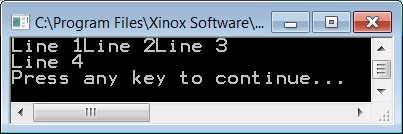 C:\Program Files\Xinox Software\...
Line 1Line 2Line 3
Line 4
Press any key to continue...